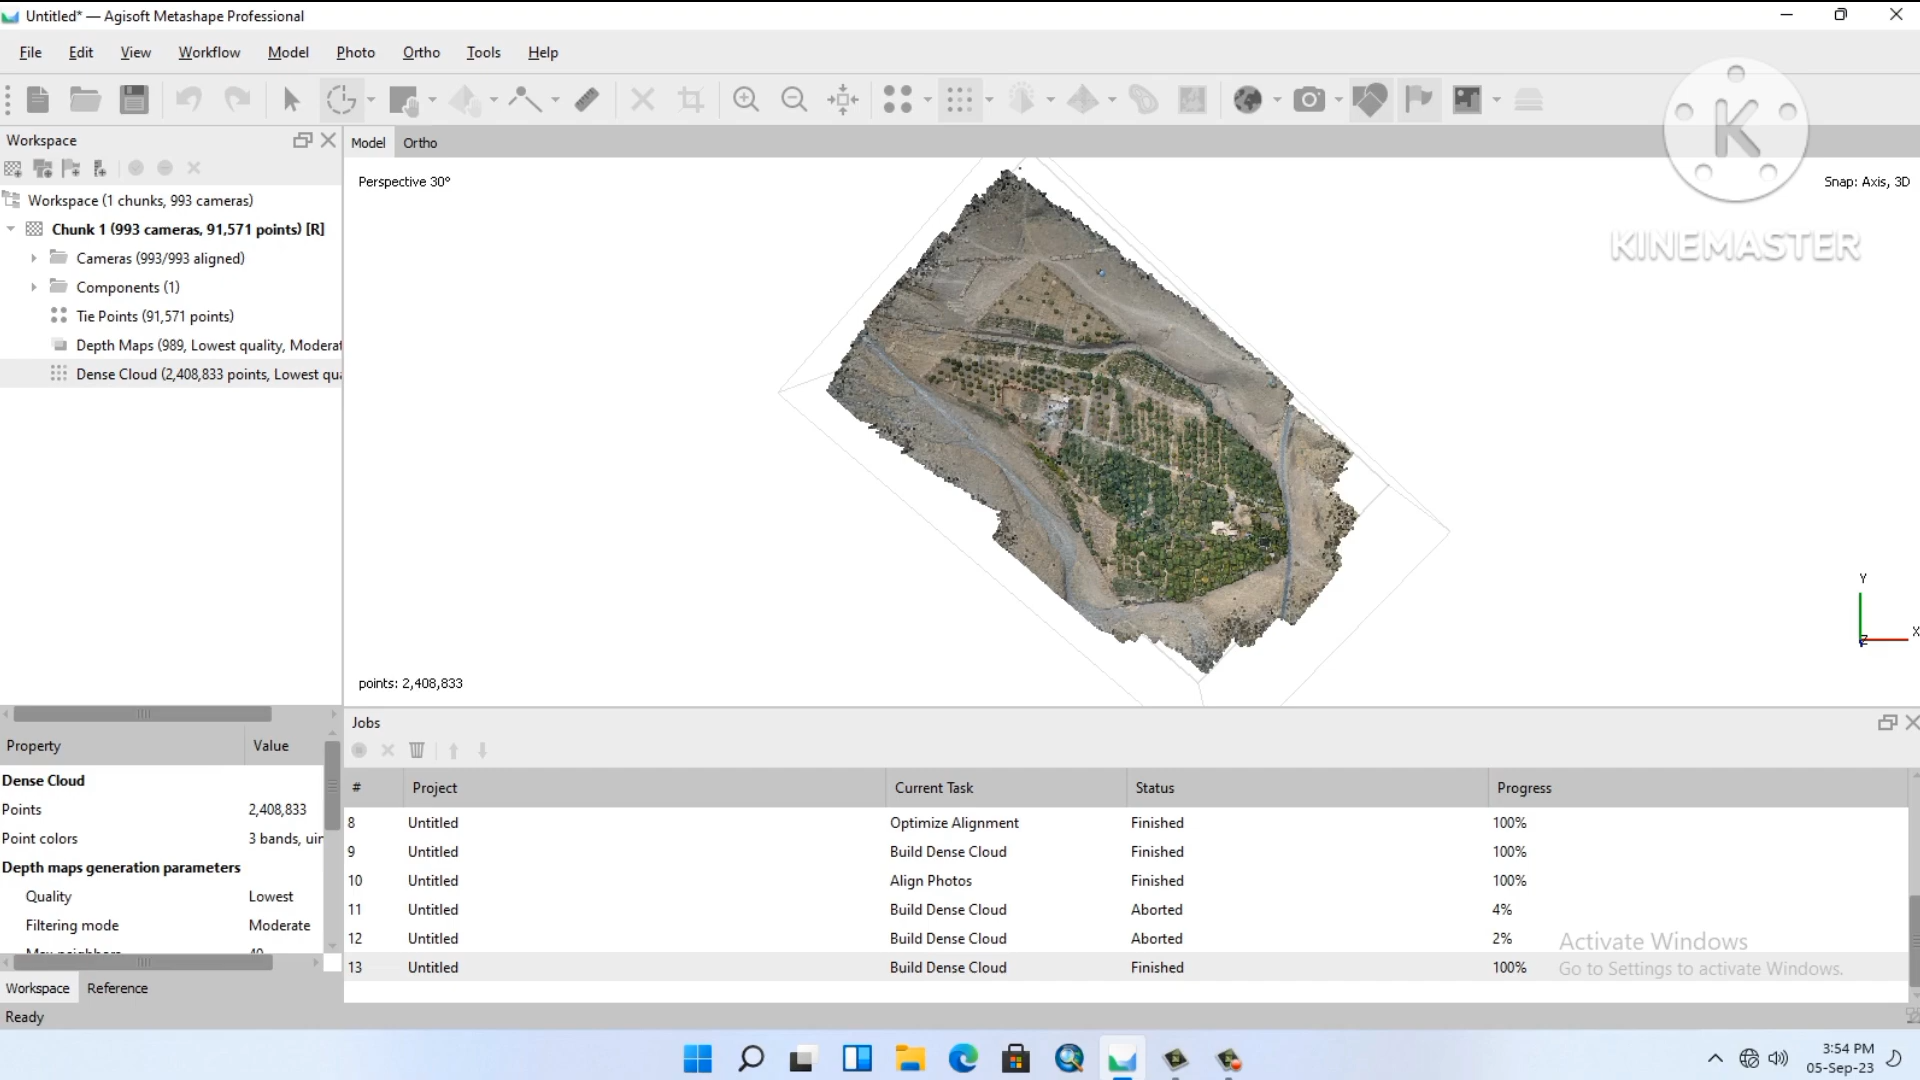 Untitled* — Agisoft Metashape Professional
File Edit View Workflow Model Photo Ortho Tools Help
K
KINEMASTER
Workspace
Model Ortho
Perspective 30°
Snap: Axis, 3D
Workspace (1 chunks, 993 cameras)
Chunk 1 (993 cameras, 91,571 points) [R]
Cameras (993/993 aligned)
Components (1)
Tie Points (91,571 points)
Depth Maps (989, Lowest quality, Moderat
Dense Cloud (2,408,833 points, Lowest qua
Y
X
Z
points: 2,408,833
Property Value
Dense Cloud
Points 2,408,833
Point colors 3 bands, uin
Depth maps generation parameters
Quality Lowest
Filtering mode Moderate
Workspace Reference
Ready
Jobs
# Project Current Task Status Progress
8 Untitled Optimize Alignment Finished 100%
9 Untitled Build Dense Cloud Finished 100%
10 Untitled Align Photos Finished 100%
11 Untitled Build Dense Cloud Aborted 4%
12 Untitled Build Dense Cloud Aborted 2%
13 Untitled Build Dense Cloud Finished 100%
Activate Windows
Go to Settings to activate Windows.
3:54 PM
05-Sep-23